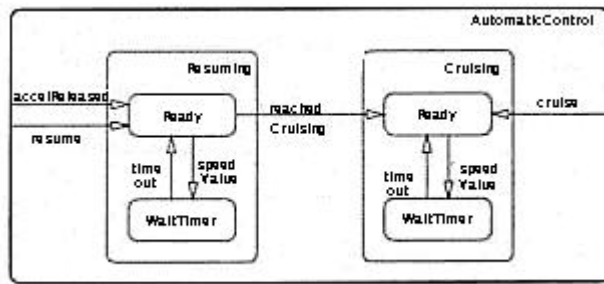 AutomaticControl
Resuming
Cruising
accelReleased
Ready
reached
Cruising
Ready
cruise
resume
time
out
speed
Value
time
out
speed
Value
WaitTimer
WaitTimer